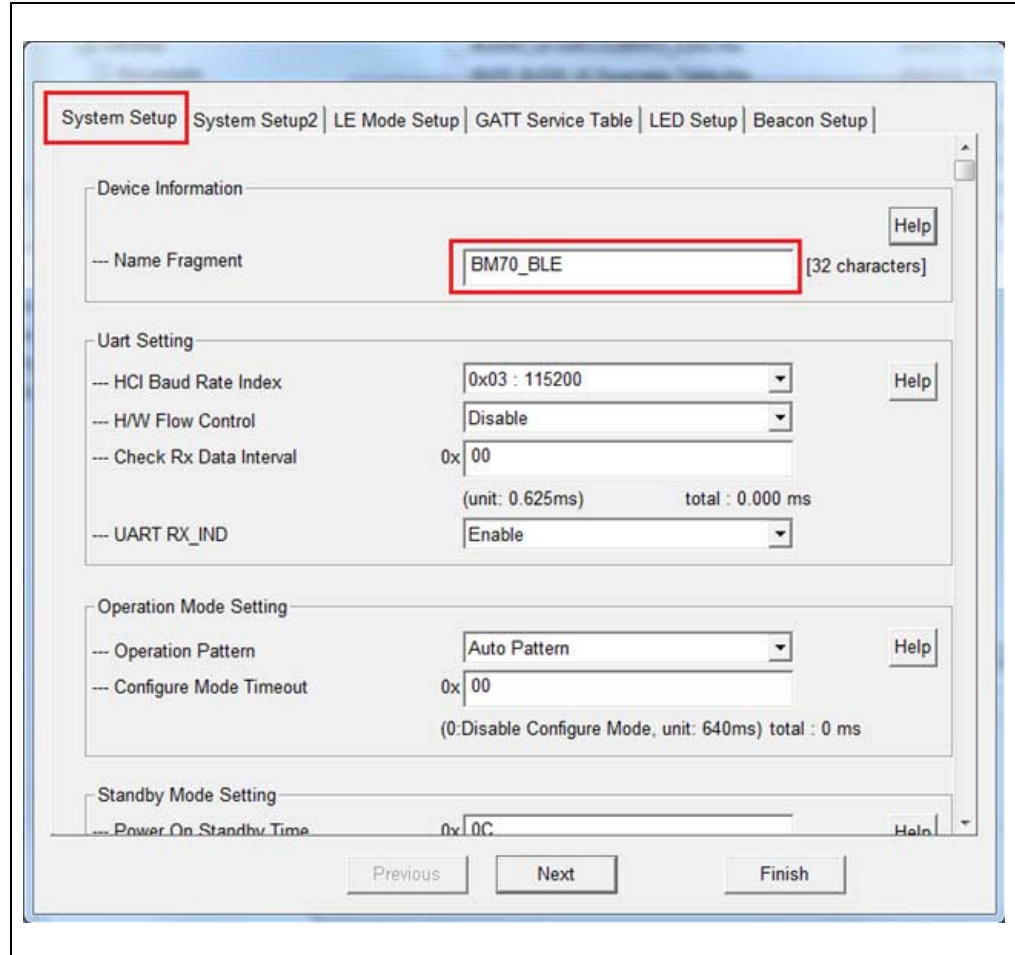 System Setup System Setup2 LE Mode Setup GATT Service Table LED Setup Beacon Setup
Device Information
Help
--- Name Fragment BM70_BLE [32 characters]
Uart Setting
--- HCI Baud Rate Index 0x03 : 115200 Help
--- H/W Flow Control Disable
--- Check Rx Data Interval 0x 00
(unit: 0.625ms) total : 0.000 ms
--- UART RX_IND Enable
Operation Mode Setting
--- Operation Pattern Auto Pattern Help
--- Configure Mode Timeout 0x 00
(0:Disable Configure Mode, unit: 640ms) total : 0 ms
Standby Mode Setting
--- Power On Standby Time 0x 0C Help
Previous Next Finish